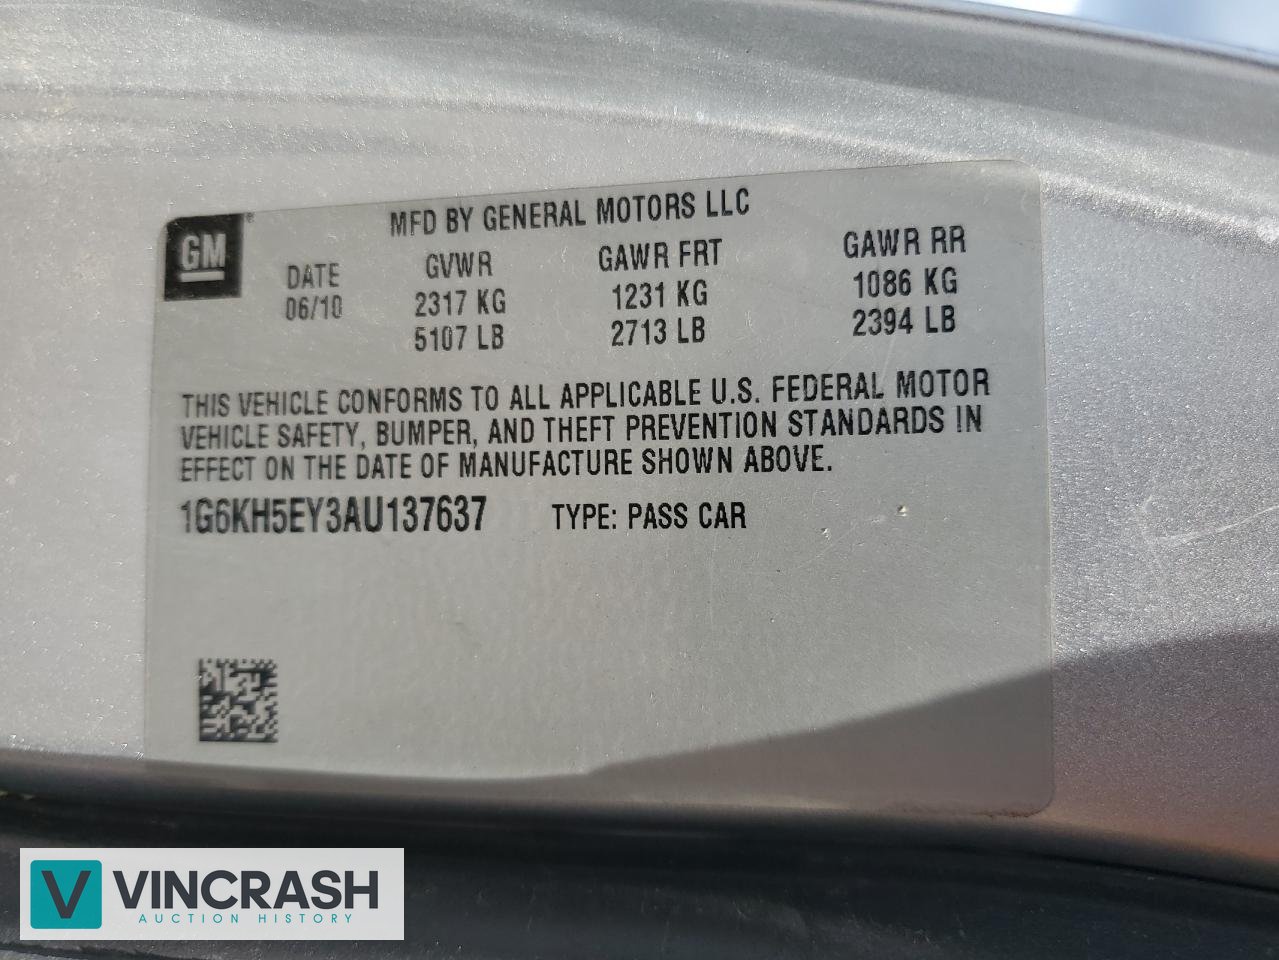 GM
MFD BY GENERAL MOTORS LLC
DATE GVWR GAWR FRT GAWR RR
06/10 2317 KG 1231 KG 1086 KG
5107 LB 2713 LB 2394 LB
THIS VEHICLE CONFORMS TO ALL APPLICABLE U.S. FEDERAL MOTOR
VEHICLE SAFETY, BUMPER, AND THEFT PREVENTION STANDARDS IN
EFFECT ON THE DATE OF MANUFACTURE SHOWN ABOVE.
1G6KH5EY3AU137637 TYPE: PASS CAR
V VINCRASH
AUCTION HISTORY